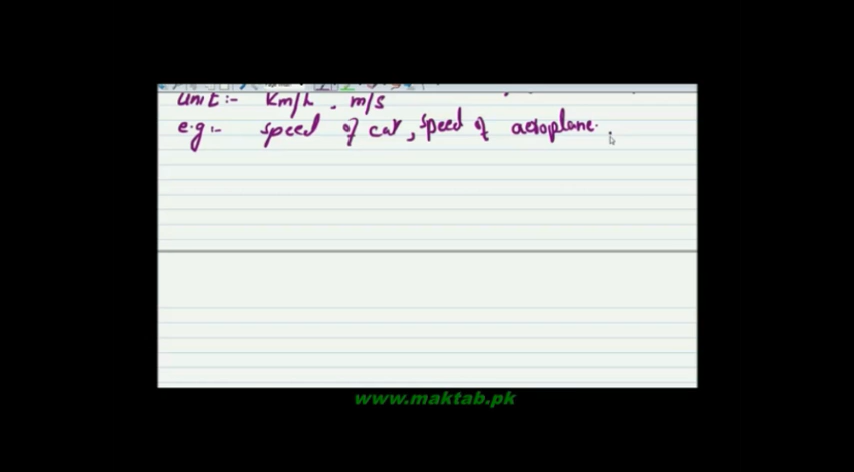 Unit:- Km/h . m/s
e.g:- speed of car, speed of aeroplane.
www.maktab.pk